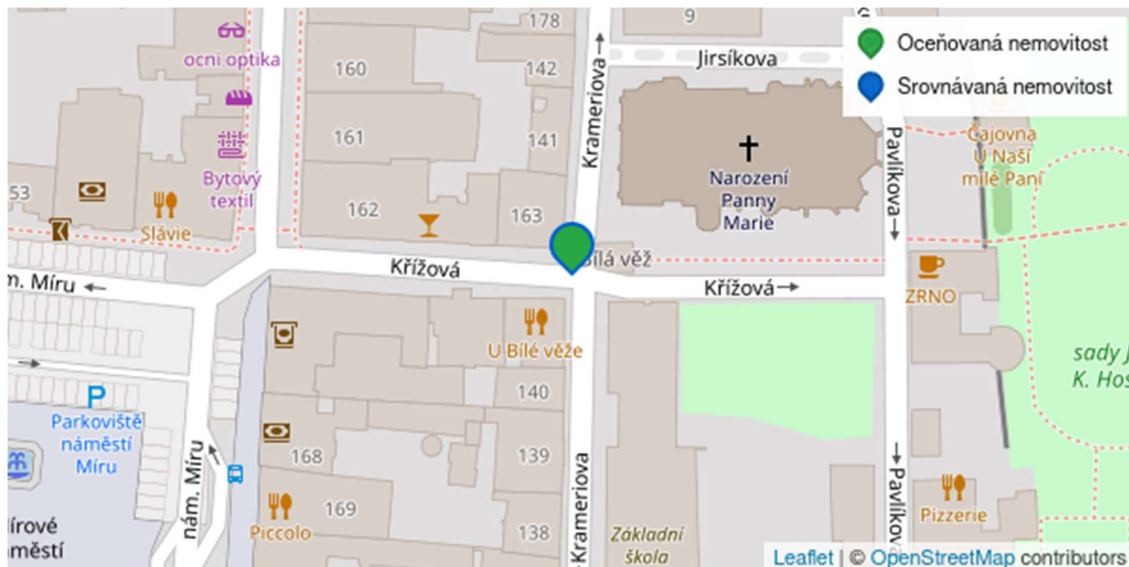 178
9
Oceňovaná nemovitost
Srovnávaná nemovitost
ocni optika
160
142
Krameriova
Jirsíkova
161
141
Bytový
textil
53
Slávie
162
163
Narození
Panny
Marie
Pavlíkova
Čajovna
U Naší
milé Paní
Křížová
Bílá věž
Křížová
m. Míru
ZRNO
U Bílé věže
140
sady J
K. Hos
P
Parkoviště
náměstí
Míru
nám. Míru
168
139
Krameriova
Pavlíkova
169
Piccolo
138
Základní
škola
Pizzerie
írové
áměstí
Leaflet | © OpenStreetMap contributors